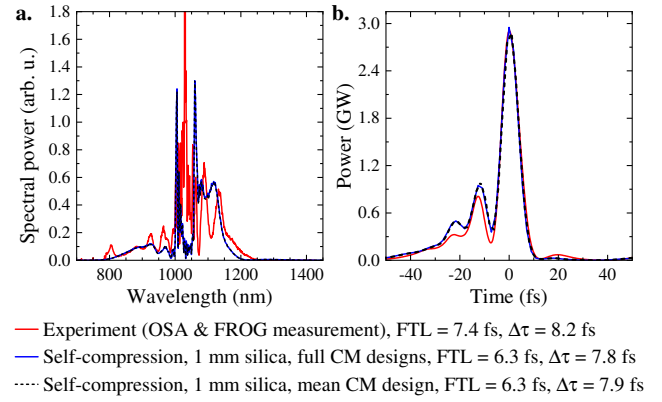 a.
1.8
1.6
1.4
1.2
1.0
0.8
0.6
0.4
0.2
0.0
Spectral power (arb. u.)
800 1000 1200 1400
Wavelength (nm)
b.
3.0
2.4
1.8
1.2
0.6
0.0
Power (GW)
-40 -20 0 20 40
Time (fs)
Experiment (OSA & FROG measurement), FTL = 7.4 fs, Δτ = 8.2 fs
Self-compression, 1 mm silica, full CM designs, FTL = 6.3 fs, Δτ = 7.8 fs
Self-compression, 1 mm silica, mean CM design, FTL = 6.3 fs, Δτ = 7.9 fs